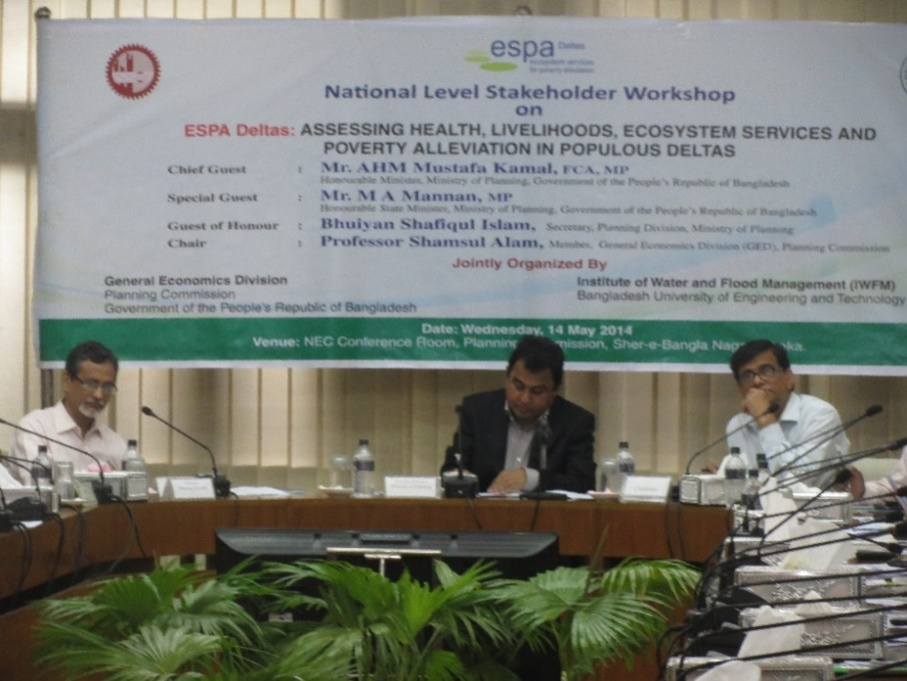 espa Deltas
ecosystem services
for poverty alleviation
National Level Stakeholder Workshop
on
ESPA Deltas: ASSESSING HEALTH, LIVELIHOODS, ECOSYSTEM SERVICES AND
POVERTY ALLEVIATION IN POPULOUS DELTAS
Chief Guest : Mr. AHM Mustafa Kamal, FCA, MP
Honourable Minister, Ministry of Planning, Government of the People's Republic of Bangladesh
Special Guest : Mr. M A Mannan, MP
Honourable State Minister, Ministry of Planning, Government of the People's Republic of Bangladesh
Guest of Honour : Bhuiyan Shafiqul Islam, Secretary, Planning Division, Ministry of Planning
Chair : Professor Shamsul Alam, Member, General Economics Division (GED), Planning Commission
Jointly Organized By
General Economics Division
Planning Commission
Government of the People's Republic of Bangladesh
Institute of Water and Flood Management (IWFM)
Bangladesh University of Engineering and Technology
Date: Wednesday, 14 May 2014
Venue: NEC Conference Room, Planning mission, Sher-e-Bangla Naga ka.